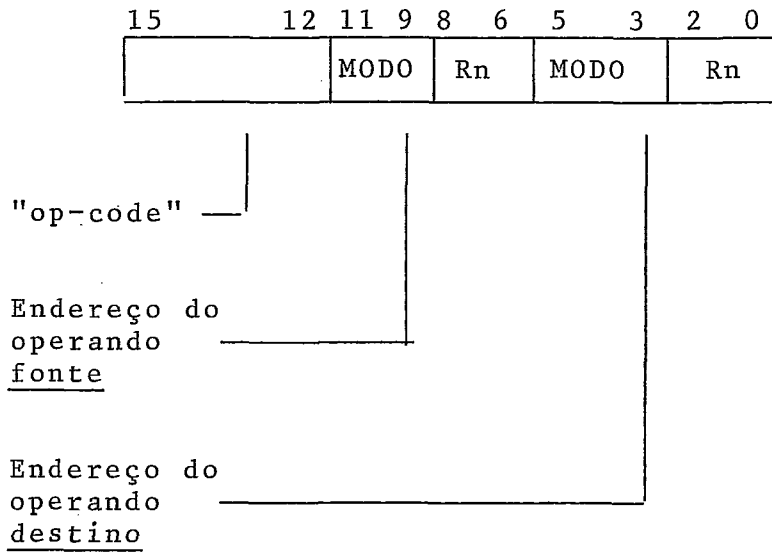 15 12 11 9 8 6 5 3 2 0
MODO Rn MODO Rn
"op-code"
Endereço do
operando
fonte
Endereço do
operando
destino